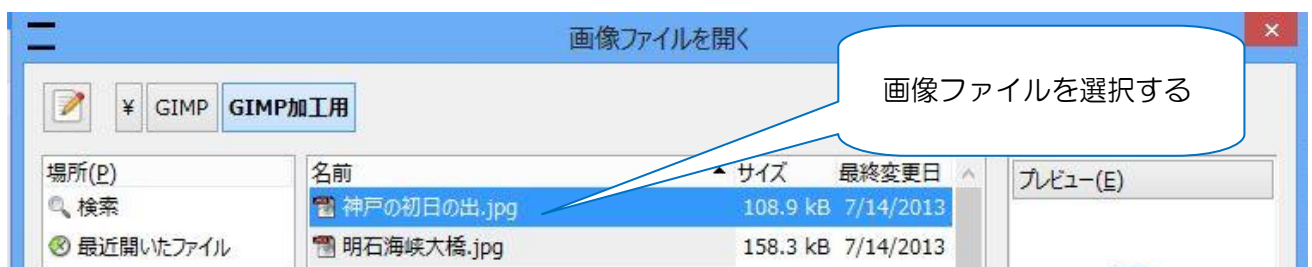 画像ファイルを開く
画像ファイルを選択する
¥ GIMP GIMP加工用
場所(P) 名前 サイズ 最終変更日 プレビュー(E)
検索 神戸の初日の出.jpg 108.9 kB 7/14/2013
最近開いたファイル 明石海峡大橋.jpg 158.3 kB 7/14/2013